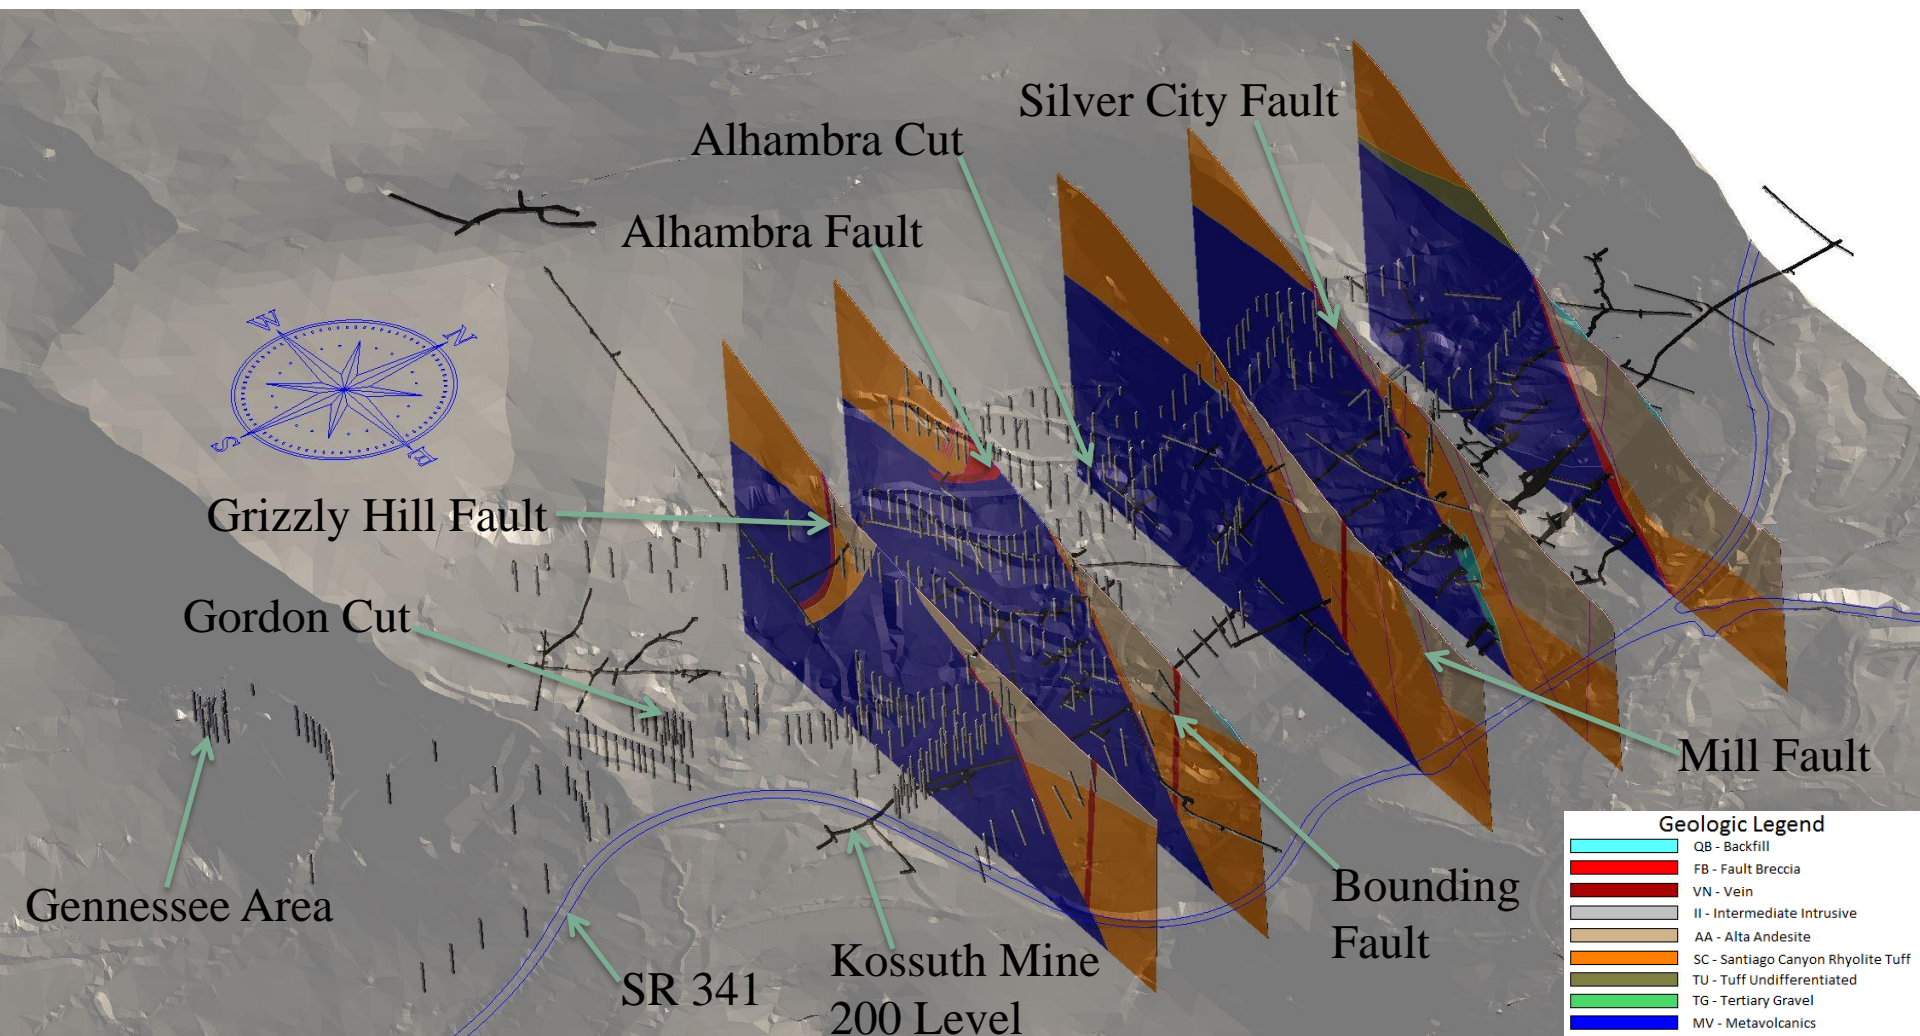 Silver City Fault
Alhambra Cut
Alhambra Fault
W
N
S
E
Grizzly Hill Fault
Gordon Cut
Mill Fault
Gennessee Area
Bounding
Fault
Kossuth Mine
200 Level
SR 341
Geologic Legend
QB - Backfill
FB - Fault Breccia
VN - Vein
II - Intermediate Intrusive
AA - Alta Andesite
SC - Santiago Canyon Rhyolite Tuff
TU - Tuff Undifferentiated
TG - Tertiary Gravel
MV - Metavolcanics